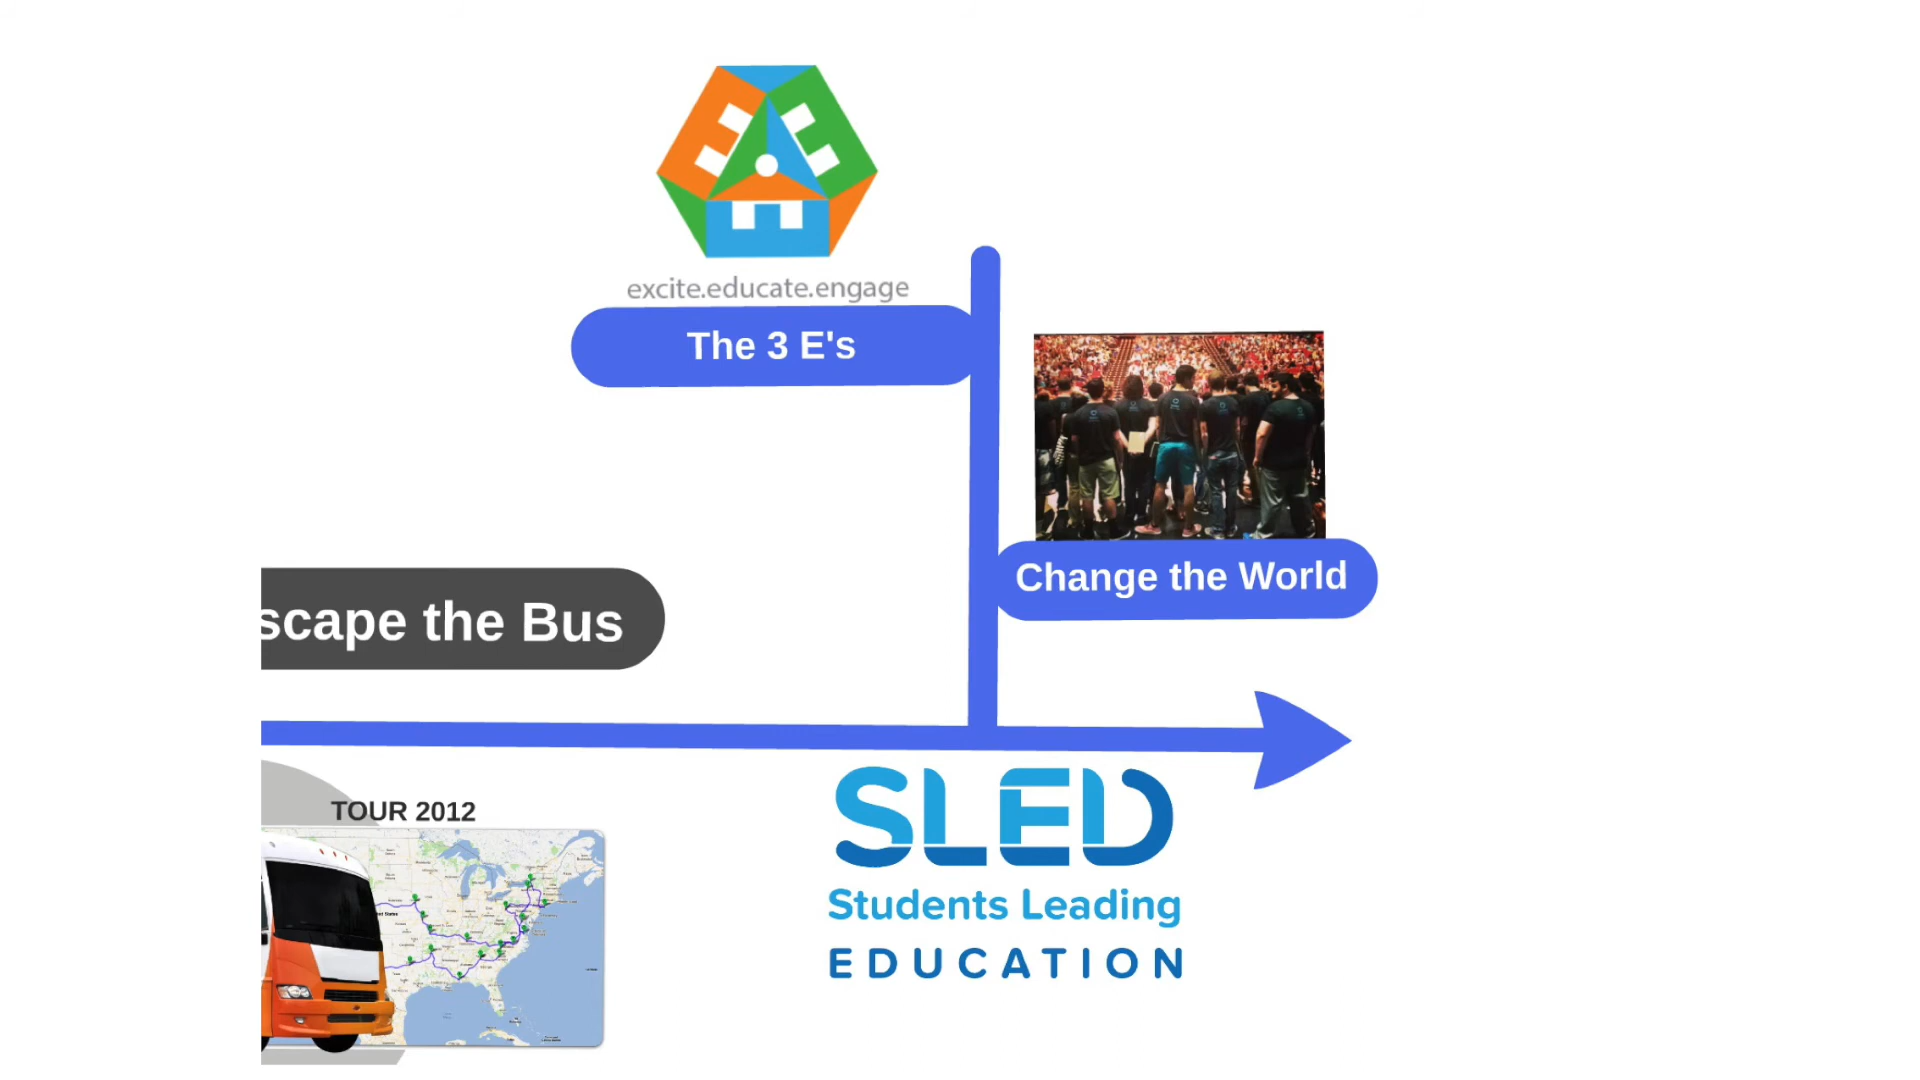 excite.educate.engage
The 3 E's
Change the World
scape the Bus
TOUR 2012
SLED
Students Leading
EDUCATION